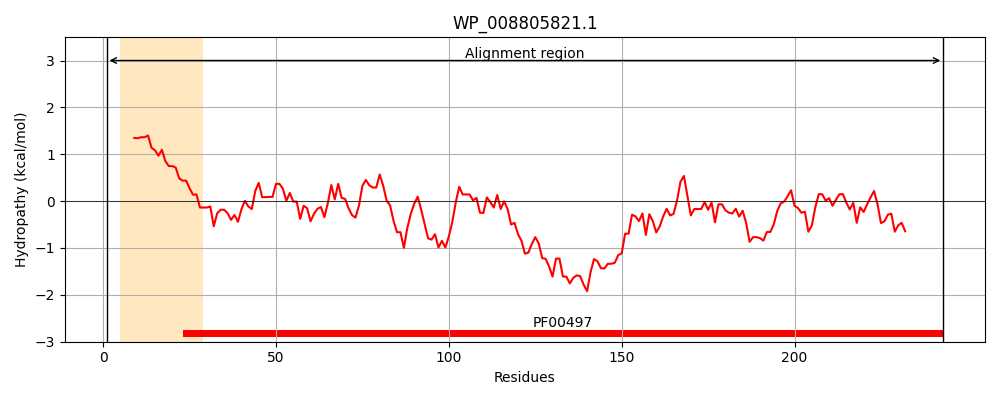 WP_008805821.1
Alignment region
Hydropathy (kcal/mol)
3
2
1
0
−1
−2
−3
PF00497
0 50 100 150 200
Residues